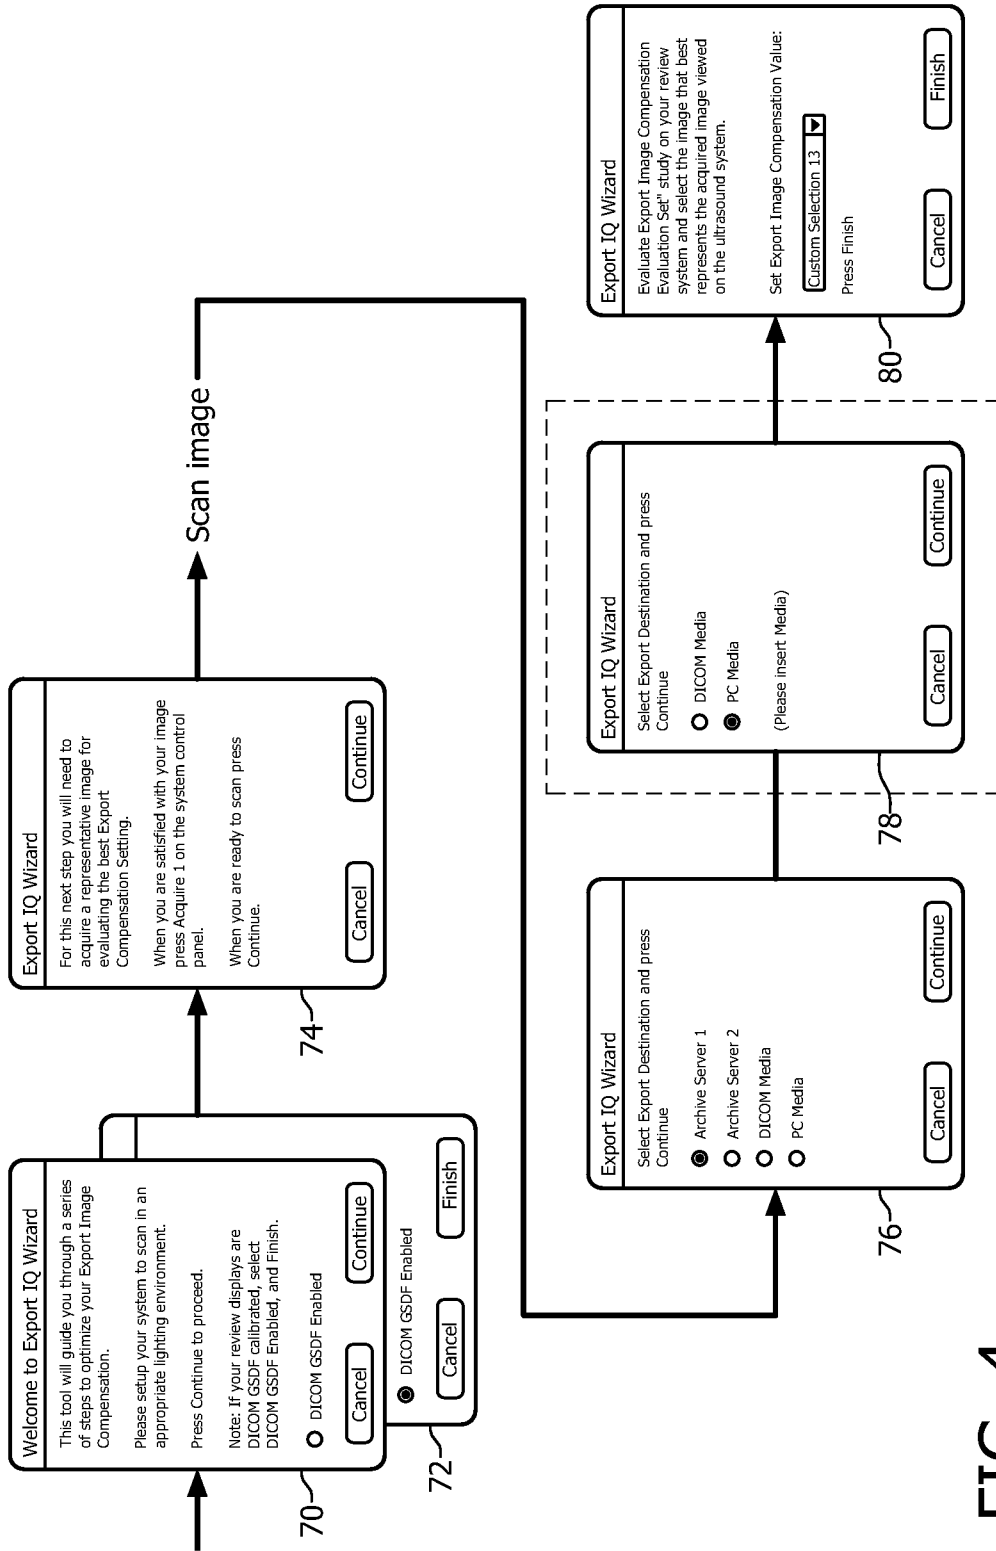 Welcome to Export IQ Wizard
This tool will guide you through a series
of steps to optimize your Export Image
Compensation.
Please setup your system to scan in an
appropriate lighting environment.
Press Continue to proceed.
Note: If your review displays are
DICOM GSDF calibrated, select
DICOM GSDF Enabled, and Finish.
DICOM GSDF Enabled
Cancel
Continue
70
DICOM GSDF Enabled
Cancel
Finish
72
Export IQ Wizard
For this next step you will need to
acquire a representative image for
evaluating the best Export
Compensation Setting.
When you are satisfied with your image
press Acquire 1 on the system control
panel.
When you are ready to scan press
Continue.
Cancel
Continue
74
Scan image
Export IQ Wizard
Select Export Destination and press
Continue
Archive Server 1
Archive Server 2
DICOM Media
PC Media
Cancel
Continue
76
Export IQ Wizard
Select Export Destination and press
Continue
DICOM Media
PC Media
(Please insert Media)
Cancel
Continue
78
Export IQ Wizard
Evaluate Export Image Compensation
Evaluation Set" study on your review
system and select the image that best
represents the acquired image viewed
on the ultrasound system.
Set Export Image Compensation Value:
Custom Selection 13
Press Finish
Cancel
Finish
80